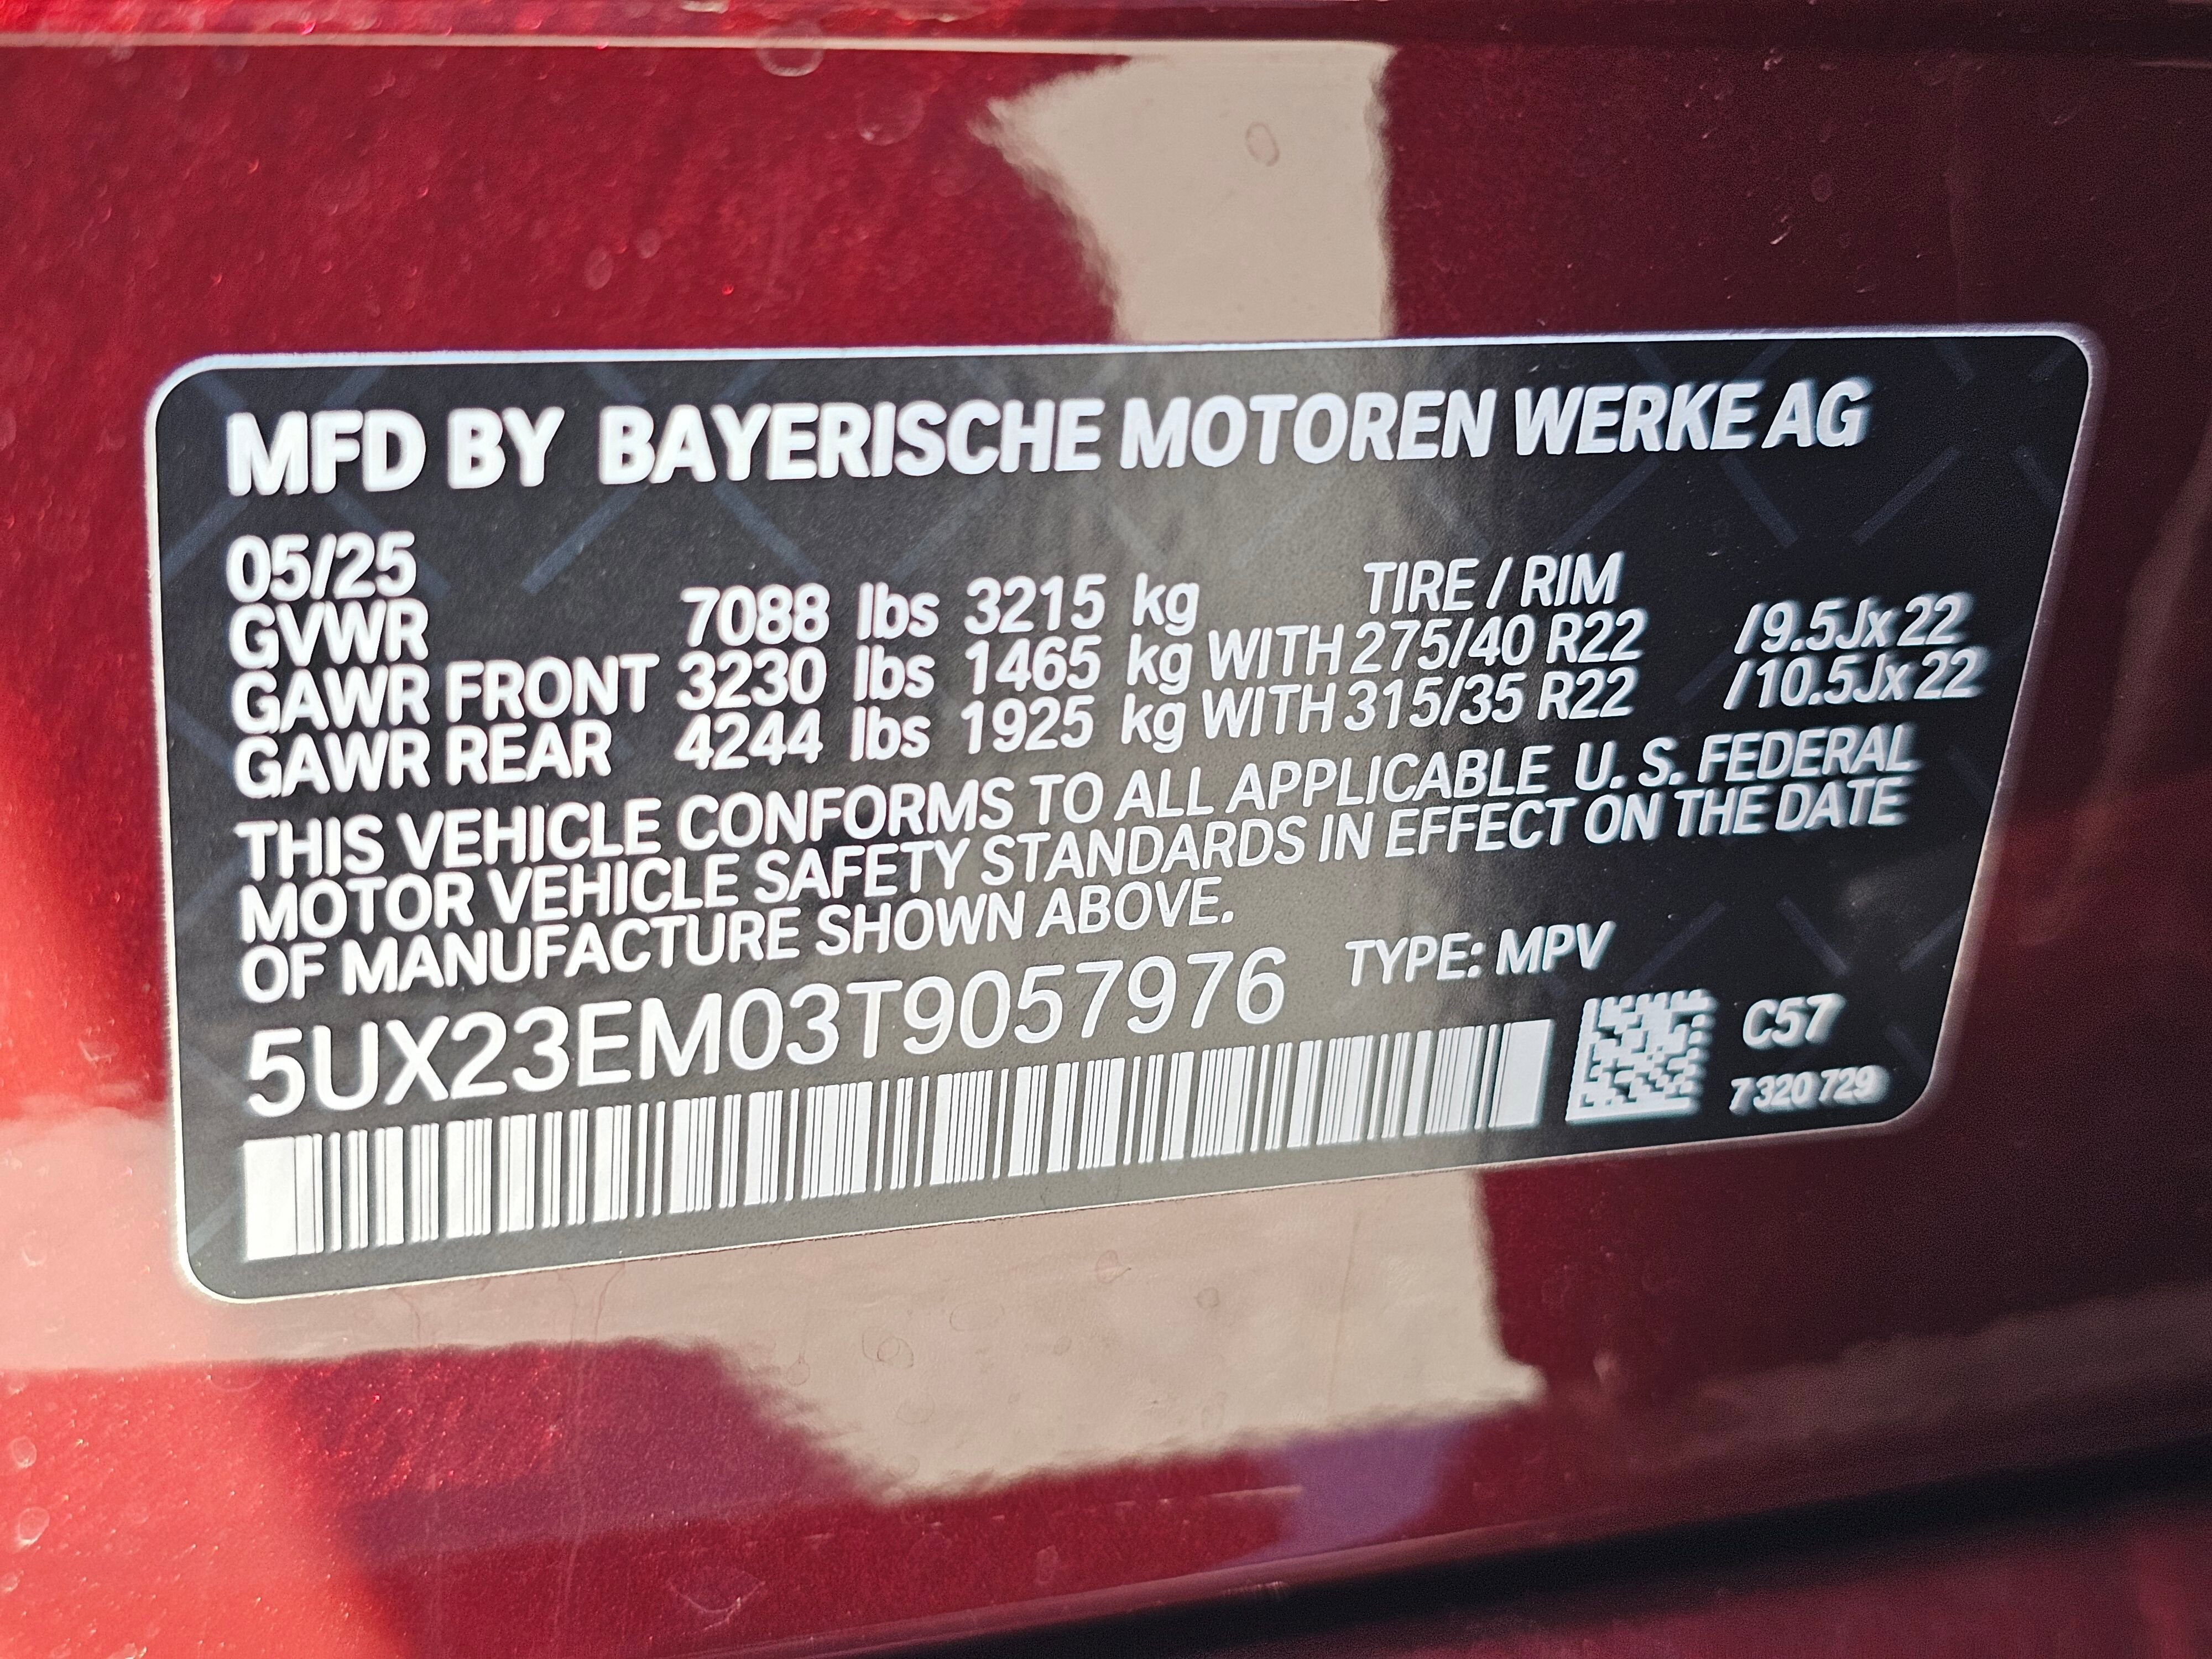 MFD BY BAYERISCHE MOTOREN WERKE AG
05/25
GVWR 7088 lbs 3215 kg TIRE / RIM
GAWR FRONT 3230 lbs 1465 kg WITH 275/40 R22 /9.5Jx22
GAWR REAR 4244 lbs 1925 kg WITH 315/35 R22 /10.5Jx22
THIS VEHICLE CONFORMS TO ALL APPLICABLE U. S. FEDERAL
MOTOR VEHICLE SAFETY STANDARDS IN EFFECT ON THE DATE
OF MANUFACTURE SHOWN ABOVE.
5UX23EM03T9057976 TYPE: MPV
C57
7 320 729